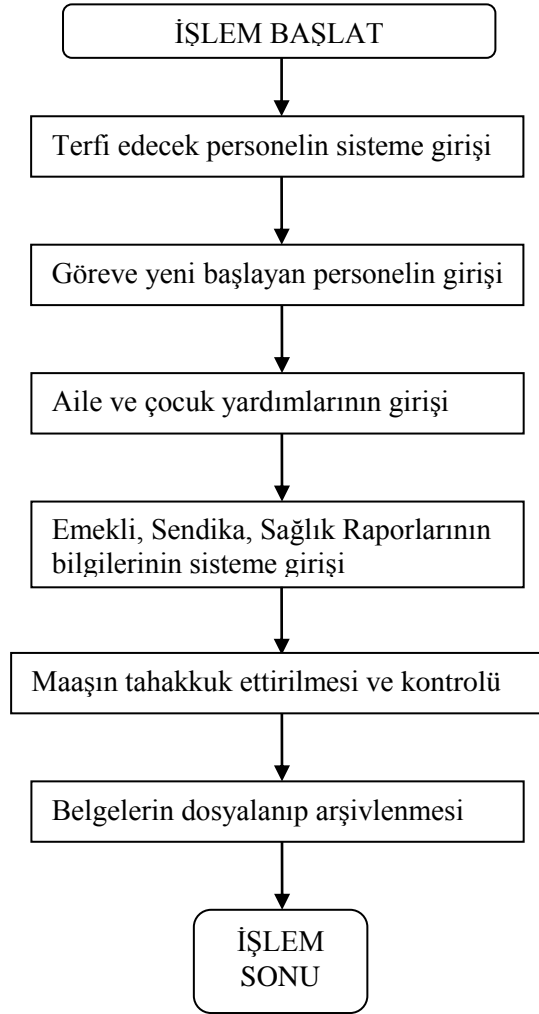 İŞLEM BAŞLAT
Terfi edecek personelin sisteme girişi
Göreve yeni başlayan personelin girişi
Aile ve çocuk yardımlarının girişi
Emekli, Sendika, Sağlık Raporlarının
bilgilerinin sisteme girişi
Maaşın tahakkuk ettirilmesi ve kontrolü
Belgelerin dosyalanıp arşivlenmesi
İŞLEM
SONU